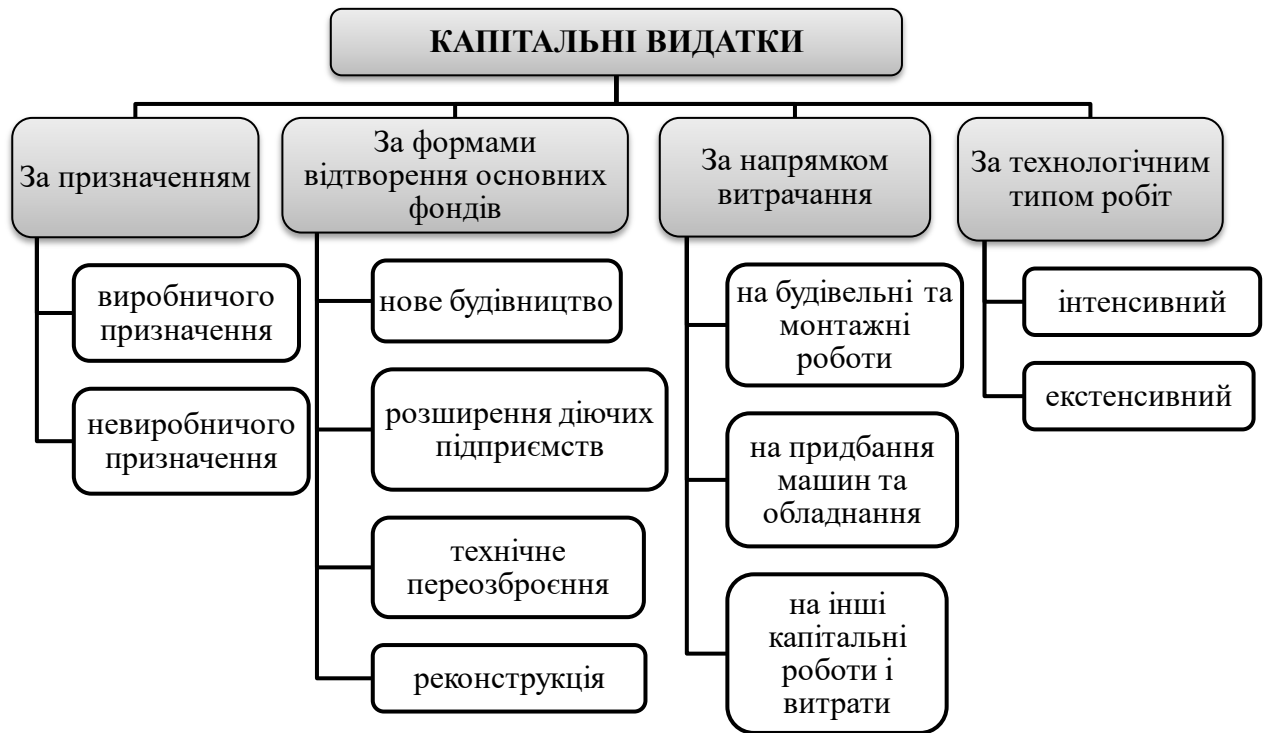 КАПІТАЛЬНІ ВИДАТКИ
За призначенням
виробничого
призначення
невиробничого
призначення
За формами
відтворення основних
фондів
нове будівництво
розширення діючих
підприємств
технічне
переозброєння
реконструкція
За напрямком
витрачання
на будівельні та
монтажні
роботи
на придбання
машин та
обладнання
на інші
капітальні
роботи і
витрати
За технологічним
типом робіт
інтенсивний
екстенсивний